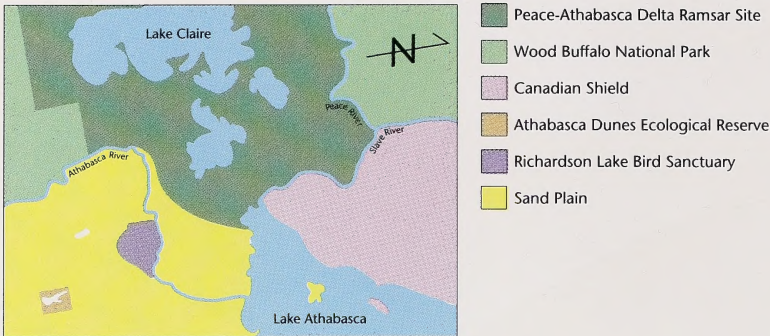 Lake Claire
N
Peace River
Slave River
Athabasca River
Lake Athabasca
Peace-Athabasca Delta Ramsar Site
Wood Buffalo National Park
Canadian Shield
Athabasca Dunes Ecological Reserve
Richardson Lake Bird Sanctuary
Sand Plain